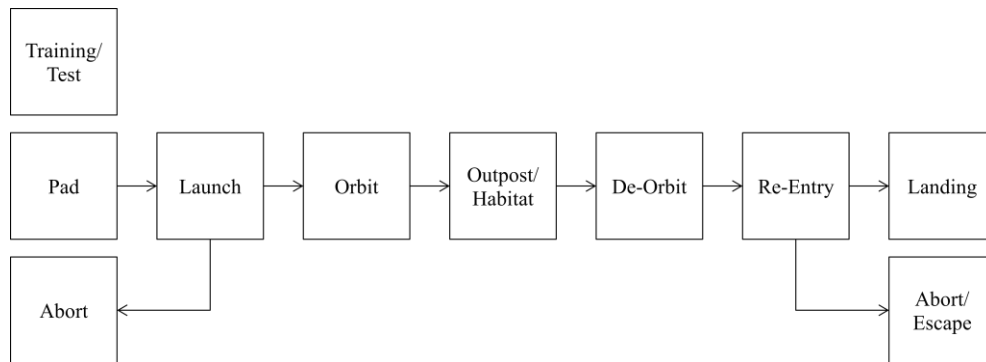 Training/
Test
Pad
Launch
Orbit
Outpost/
Habitat
De-Orbit
Re-Entry
Landing
Abort
Abort/
Escape